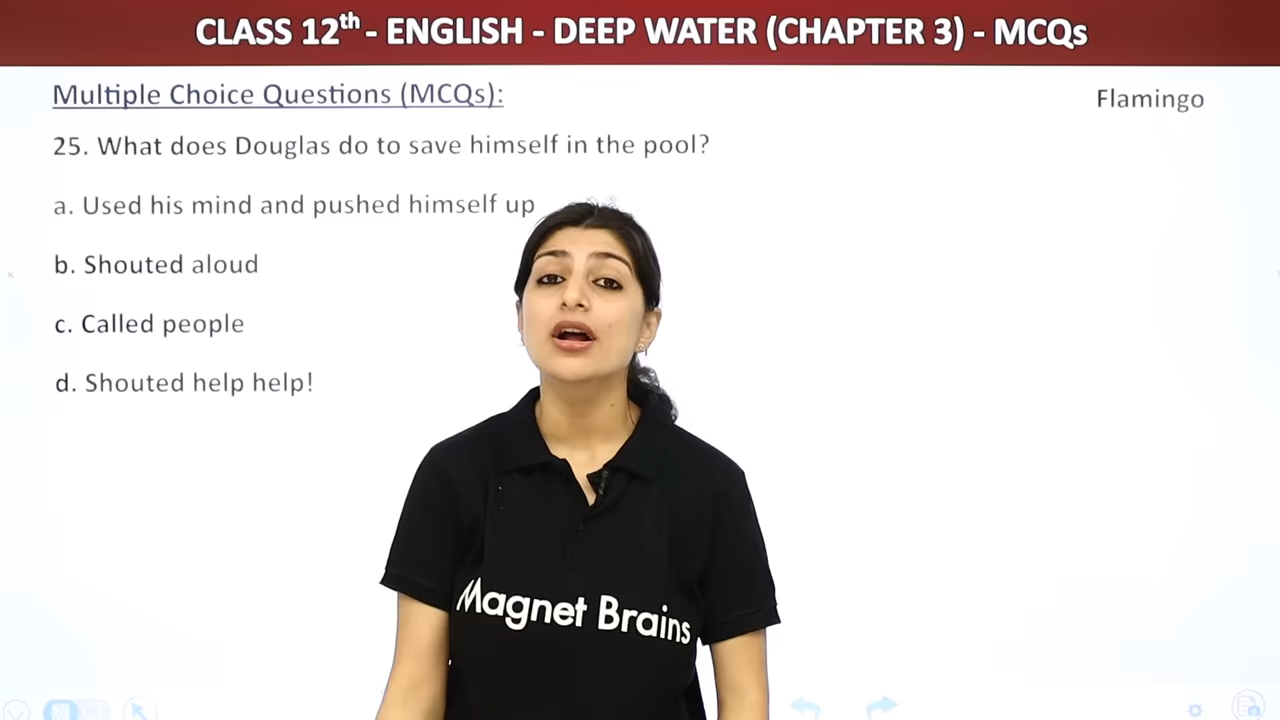 CLASS 12th - ENGLISH - DEEP WATER (CHAPTER 3) - MCQs
Multiple Choice Questions (MCQs):
Flamingo
25. What does Douglas do to save himself in the pool?
a. Used his mind and pushed himself up
b. Shouted aloud
c. Called people
d. Shouted help help!
Magnet Brains